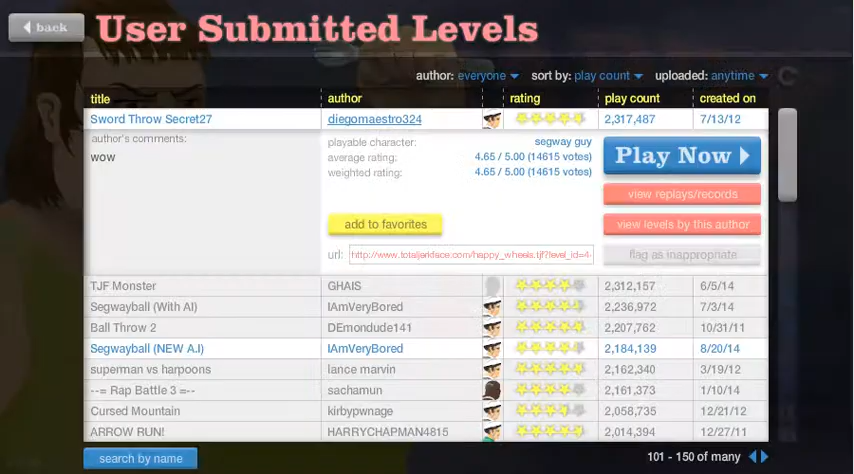 back
User Submitted Levels
author: everyone sort by: play count uploaded: anytime
title author rating play count created on
Sword Throw Secret27 diegomaestro324 2,317,487 7/13/12
author's comments:
wow
playable character: segway guy
average rating: 4.65 / 5.00 (14615 votes)
weighted rating: 4.65 / 5.00 (14615 votes)
Play Now
view replays/records
add to favorites
view levels by this author
url: http://www.totaljerkface.com/happy_wheels.tjf?level_id=4-
flag as inappropriate
TJF Monster GHAIS 2,312,157 6/5/14
Segwayball (With AI) IAmVeryBored 2,236,972 7/3/14
Ball Throw 2 DEmondude141 2,207,762 10/31/11
Segwayball (NEW A.I) IAmVeryBored 2,184,139 8/20/14
superman vs harpoons lance marvin 2,162,340 3/19/12
--= Rap Battle 3 =-- sachamun 2,161,373 1/10/14
Cursed Mountain kirbypwnage 2,058,735 12/21/12
ARROW RUN! HARRYCHAPMAN4815 2,014,394 12/27/11
search by name
101 - 150 of many